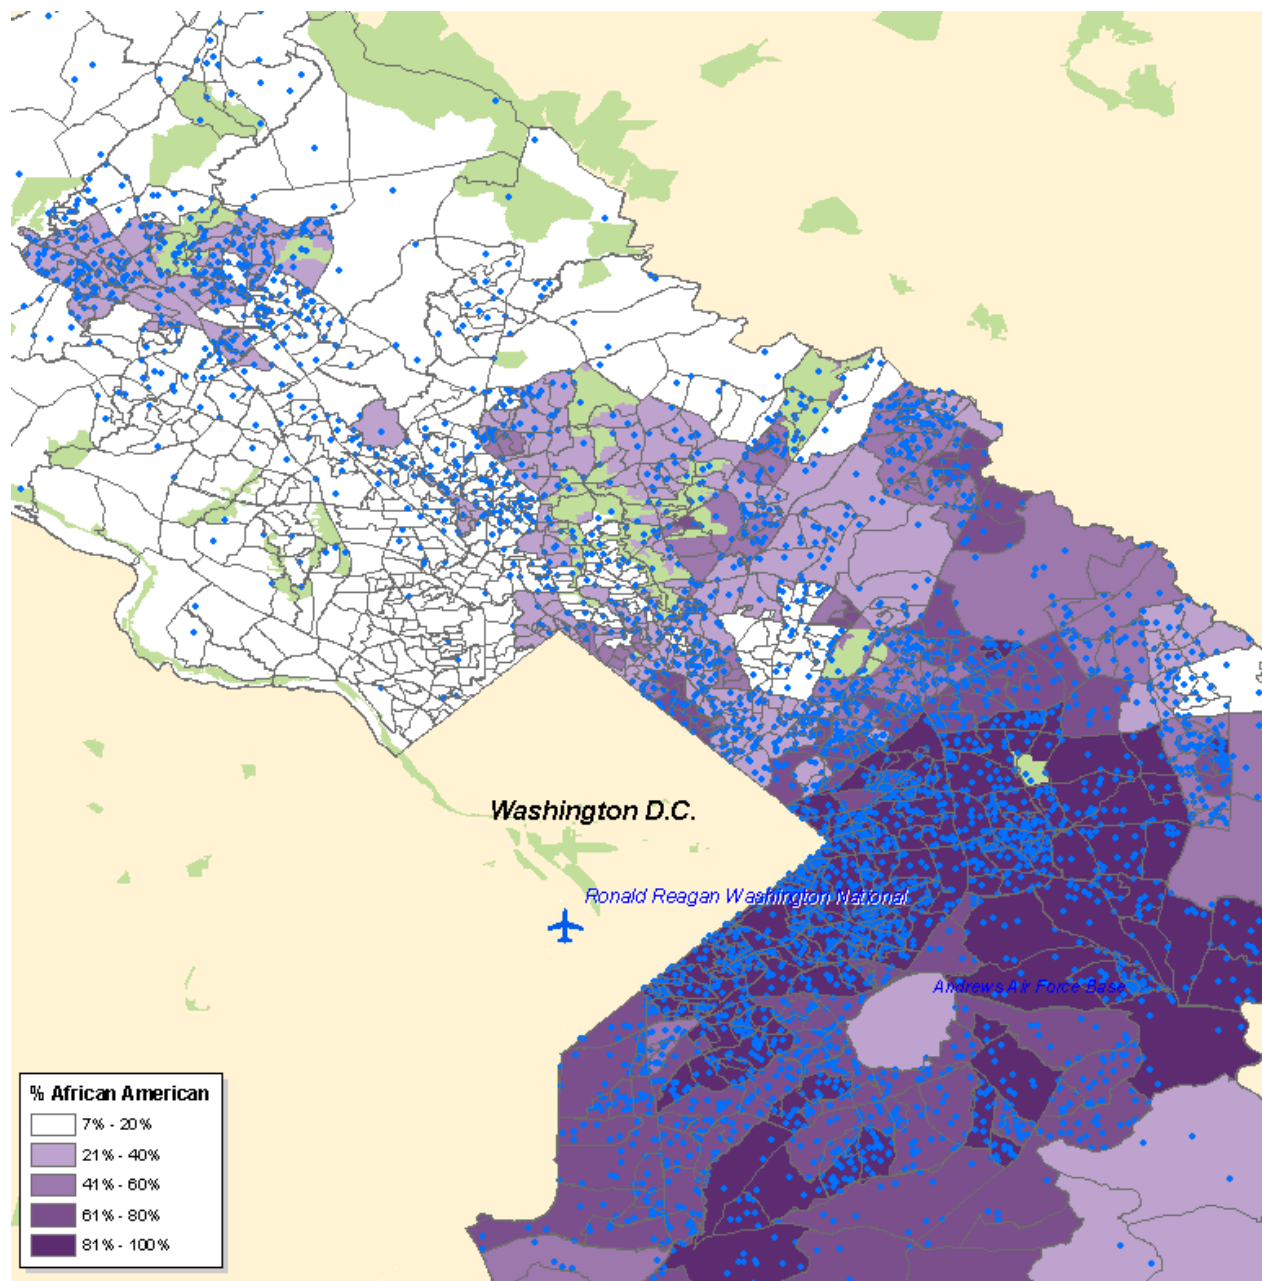 Washington D.C.
Ronald Reagan Washington National
Andrews Air Force Base
% African American
7% - 20%
21% - 40%
41% - 60%
61% - 80%
81% - 100%